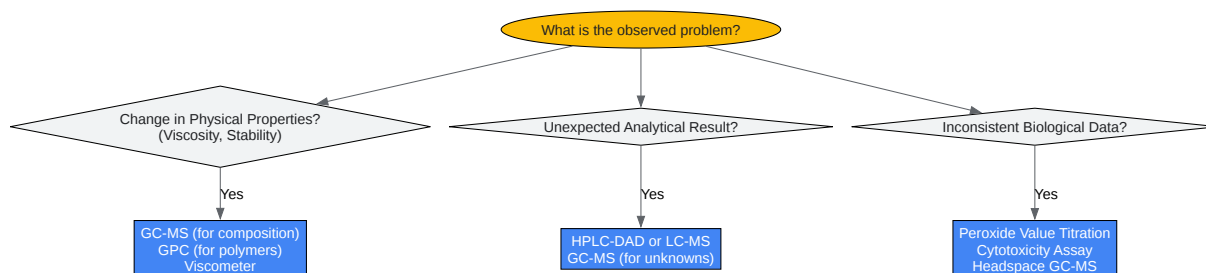 What is the observed problem?
Change in Physical Properties?
(Viscosity, Stability)
Unexpected Analytical Result?
Inconsistent Biological Data?
Yes
Yes
Yes
GC-MS (for composition)
GPC (for polymers)
Viscometer
HPLC-DAD or LC-MS
GC-MS (for unknowns)
Peroxide Value Titration
Cytotoxicity Assay
Headspace GC-MS